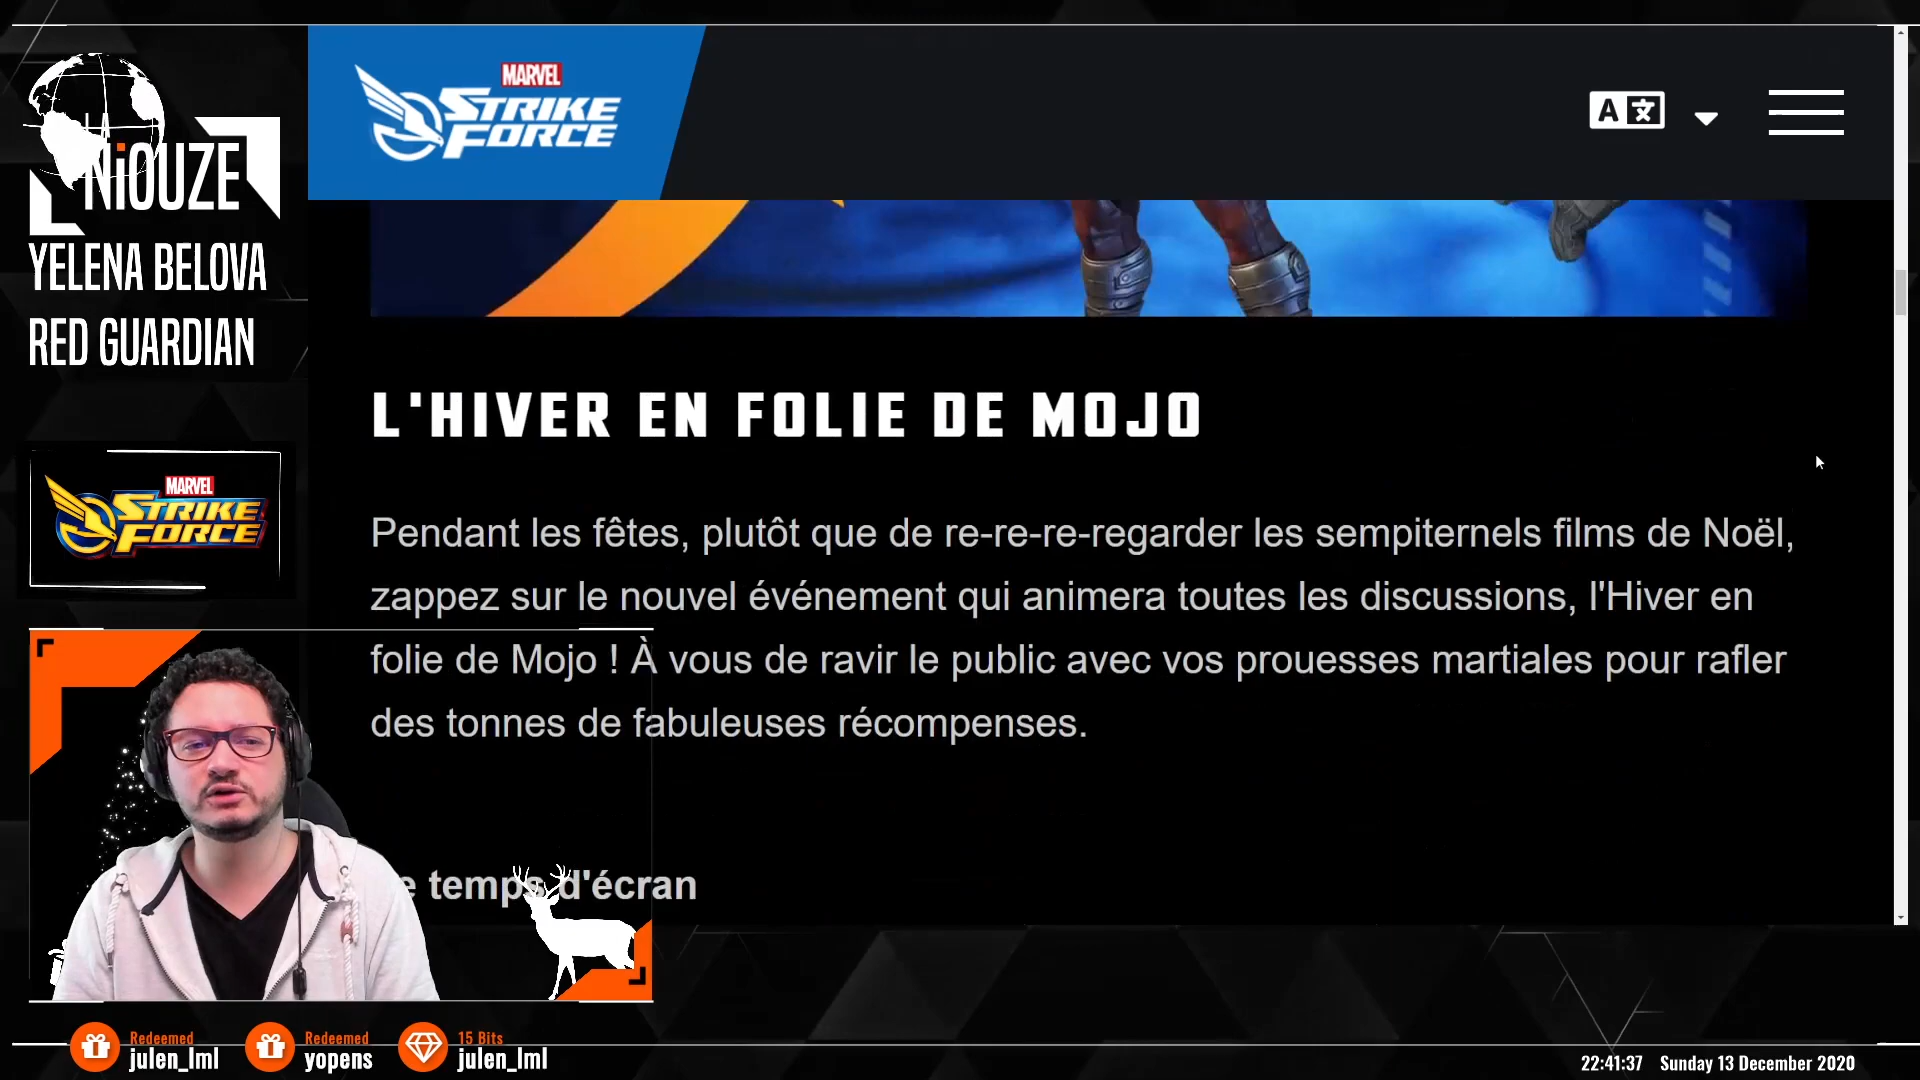 LA
NiOUZE
YELENA BELOVA
RED GUARDIAN
MARVEL
STRIKE
FORCE
MARVEL
STRIKE
FORCE
A 文
L'HIVER EN FOLIE DE MOJO
Pendant les fêtes, plutôt que de re-re-re-regarder les sempiternels films de Noël,
zappez sur le nouvel événement qui animera toutes les discussions, l'Hiver en
folie de Mojo ! À vous de ravir le public avec vos prouesses martiales pour rafler
des tonnes de fabuleuses récompenses.
e temps d'écran
Redeemed
julen_lml
Redeemed
yopens
15 Bits
julen_lml
22:41:37 Sunday 13 December 2020